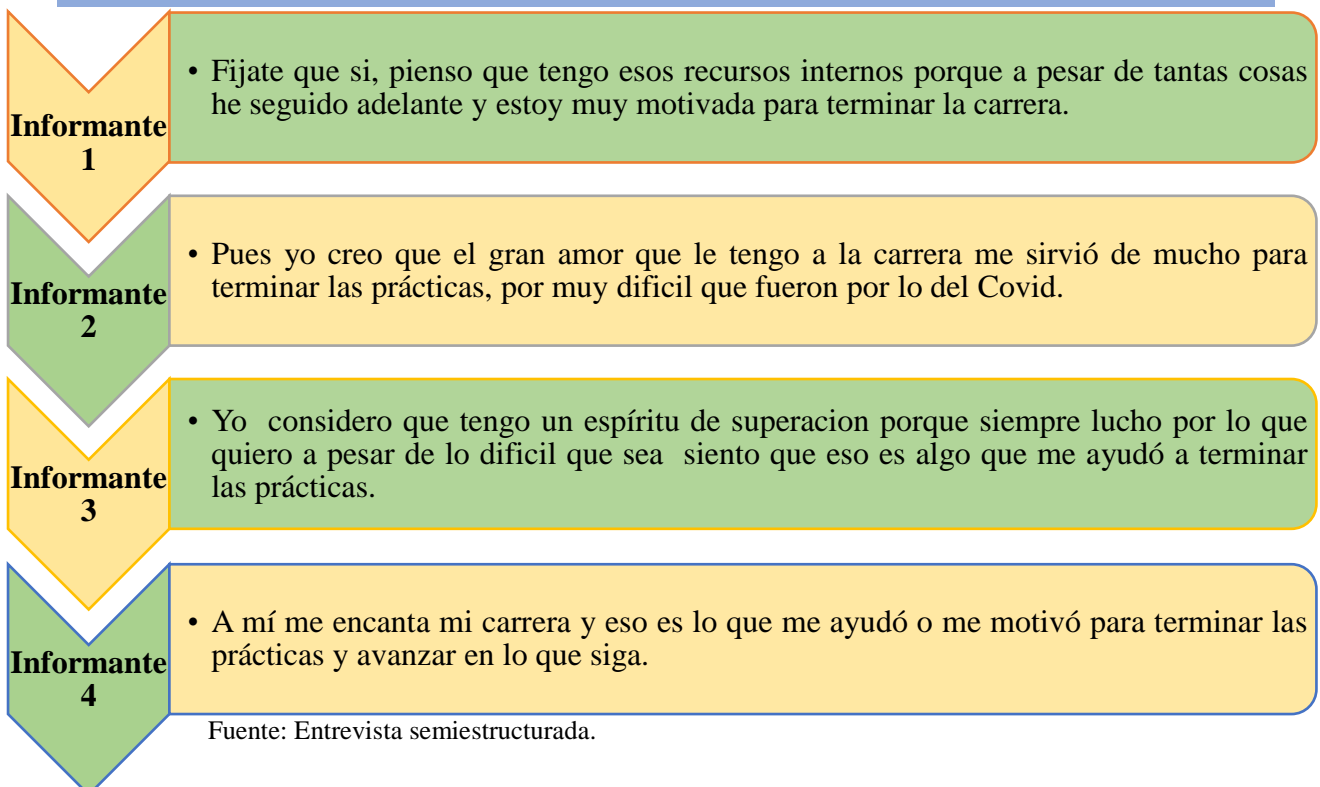 Informante
1
• Fijate que si, pienso que tengo esos recursos internos porque a pesar de tantas cosas
he seguido adelante y estoy muy motivada para terminar la carrera.
Informante
2
• Pues yo creo que el gran amor que le tengo a la carrera me sirvió de mucho para
terminar las prácticas, por muy dificil que fueron por lo del Covid.
Informante
3
• Yo considero que tengo un espíritu de superacion porque siempre lucho por lo que
quiero a pesar de lo dificil que sea siento que eso es algo que me ayudó a terminar
las prácticas.
Informante
4
• A mí me encanta mi carrera y eso es lo que me ayudó o me motivó para terminar las
prácticas y avanzar en lo que siga.
Fuente: Entrevista semiestructurada.